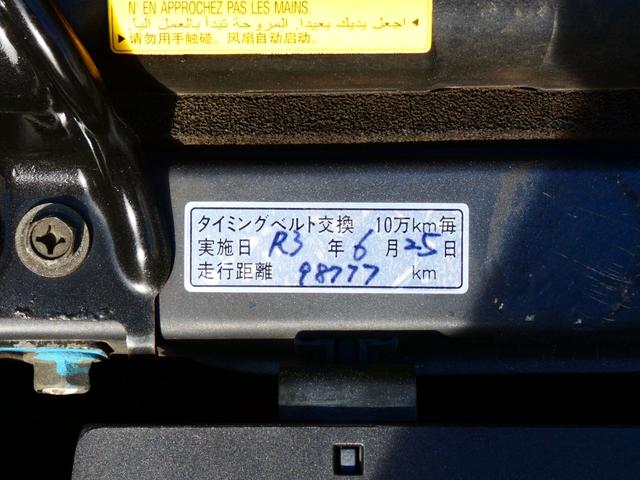 N' EN APPROCHEZ PAS LES MAINS.
اجعل يديك بعيدا. المروحة تبدأ بالعمل آليا.
▶请勿用手触碰。风扇自动启动。
タイミングベルト交換 10万km毎
実施日 R3 年 6 月 25 日
走行距離 98777 km